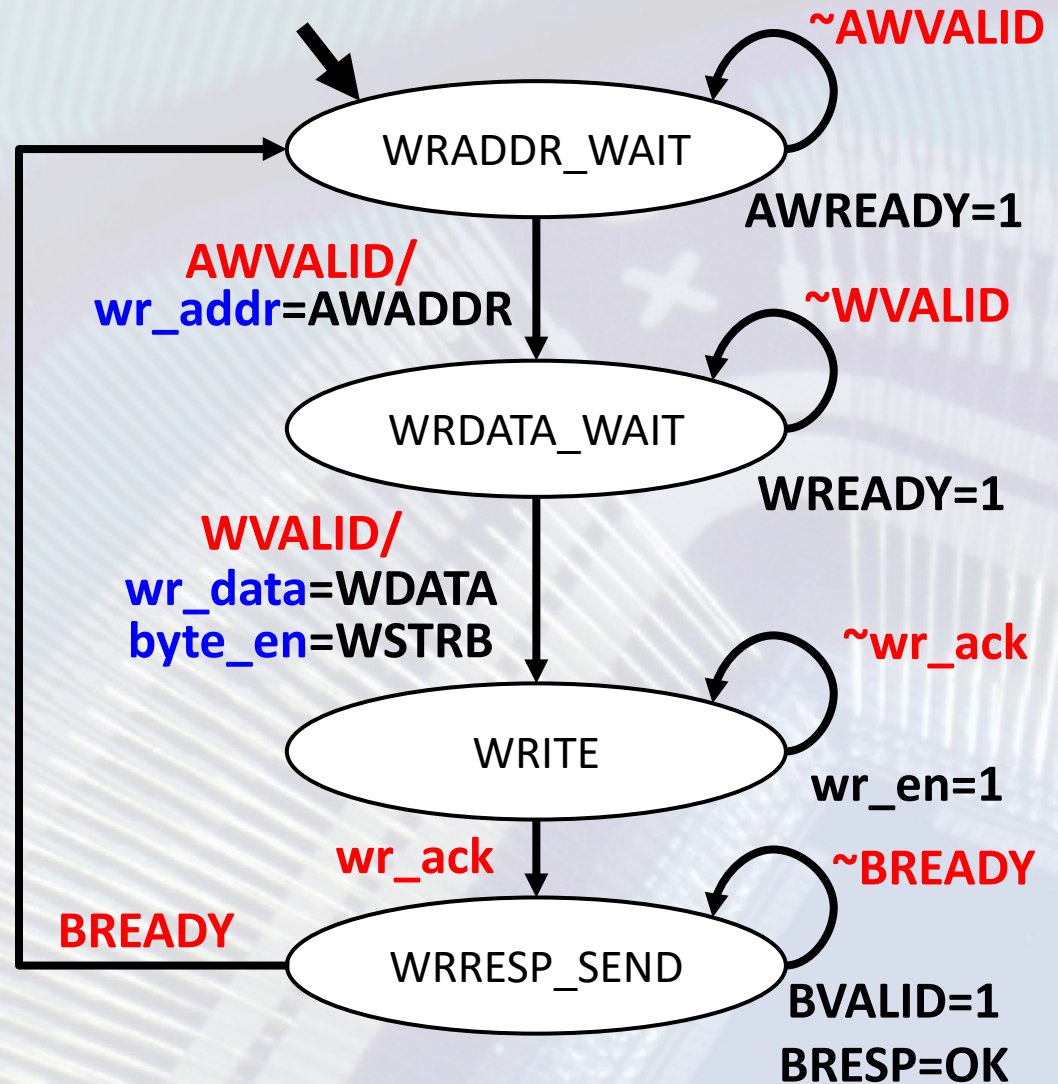 ~AWVALID
WRADDR_WAIT
AWREADY=1
AWVALID/
wr_addr=AWADDR
~WVALID
WRDATA_WAIT
WREADY=1
WVALID/
wr_data=WDATA
byte_en=WSTRB
~wr_ack
WRITE
wr_en=1
wr_ack
~BREADY
BREADY
WRRESP_SEND
BVALID=1
BRESP=OK